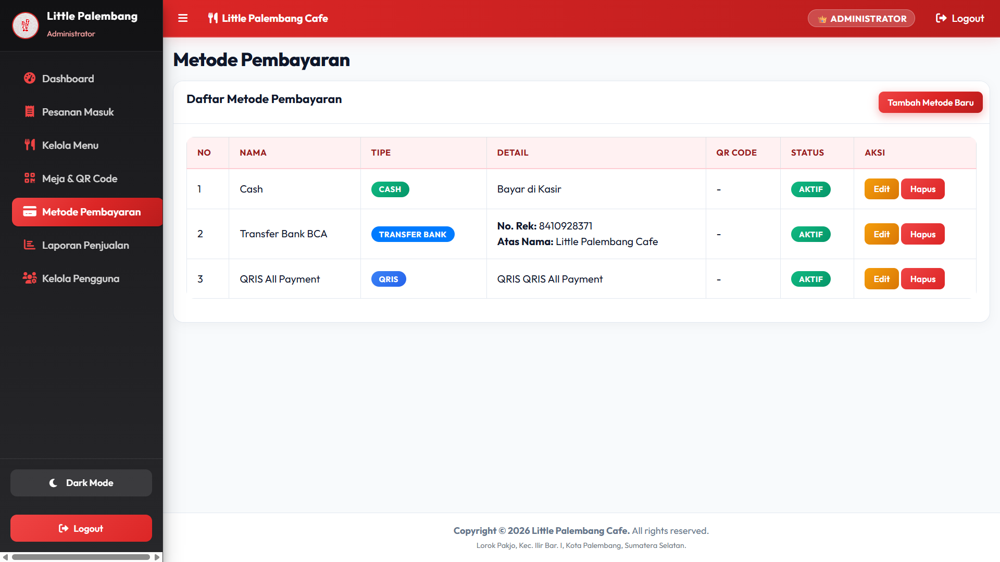 Little Palembang
Administrator
Dashboard
Pesanan Masuk
Kelola Menu
Meja & QR Code
Metode Pembayaran
Laporan Penjualan
Kelola Pengguna
Dark Mode
Logout
Little Palembang Cafe
ADMINISTRATOR
Logout
Metode Pembayaran
Daftar Metode Pembayaran
Tambah Metode Baru
NO NAMA TIPE DETAIL QR CODE STATUS AKSI
1 Cash CASH Bayar di Kasir - AKTIF Edit Hapus
2 Transfer Bank BCA TRANSFER BANK No. Rek: 8410928371 - AKTIF Edit Hapus
Atas Nama: Little Palembang Cafe
3 QRIS All Payment QRIS QRIS QRIS All Payment - AKTIF Edit Hapus
Copyright © 2026 Little Palembang Cafe. All rights reserved.
Lorok Pakjo, Kec. Ilir Bar. I, Kota Palembang, Sumatera Selatan.